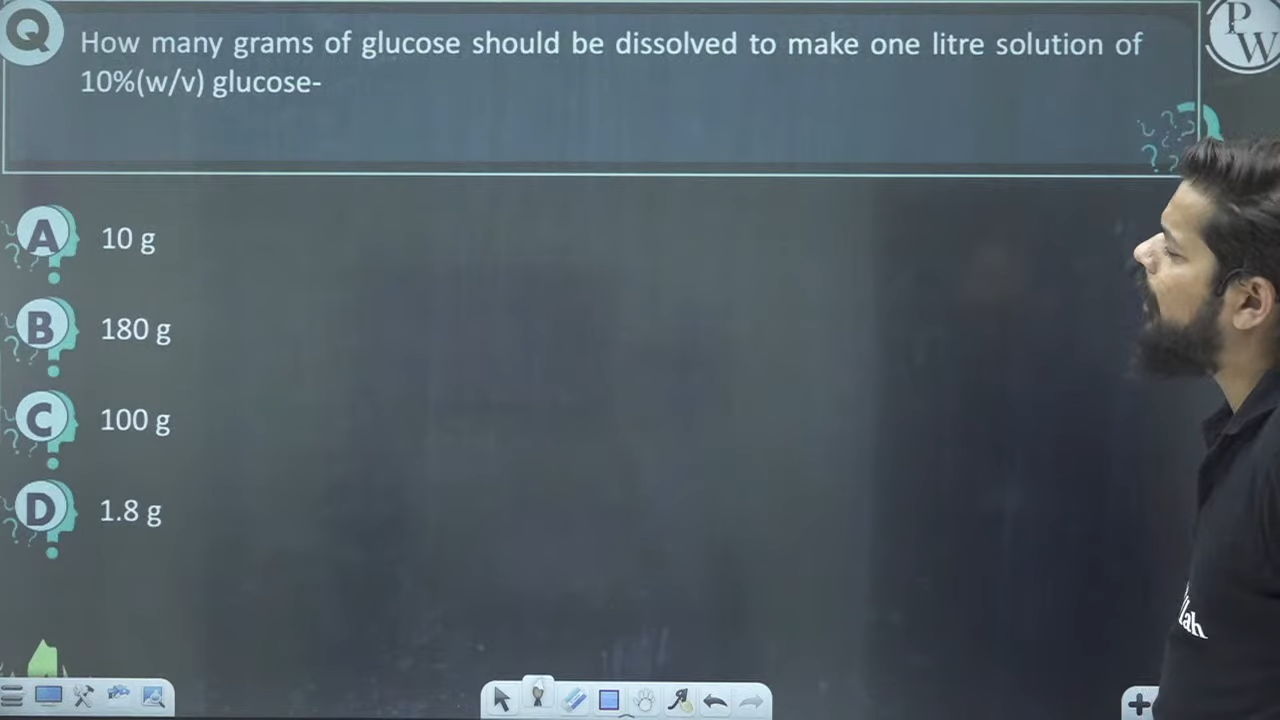 Q
How many grams of glucose should be dissolved to make one litre solution of
10%(w/v) glucose-
PW
A 10 g
B 180 g
C 100 g
D 1.8 g